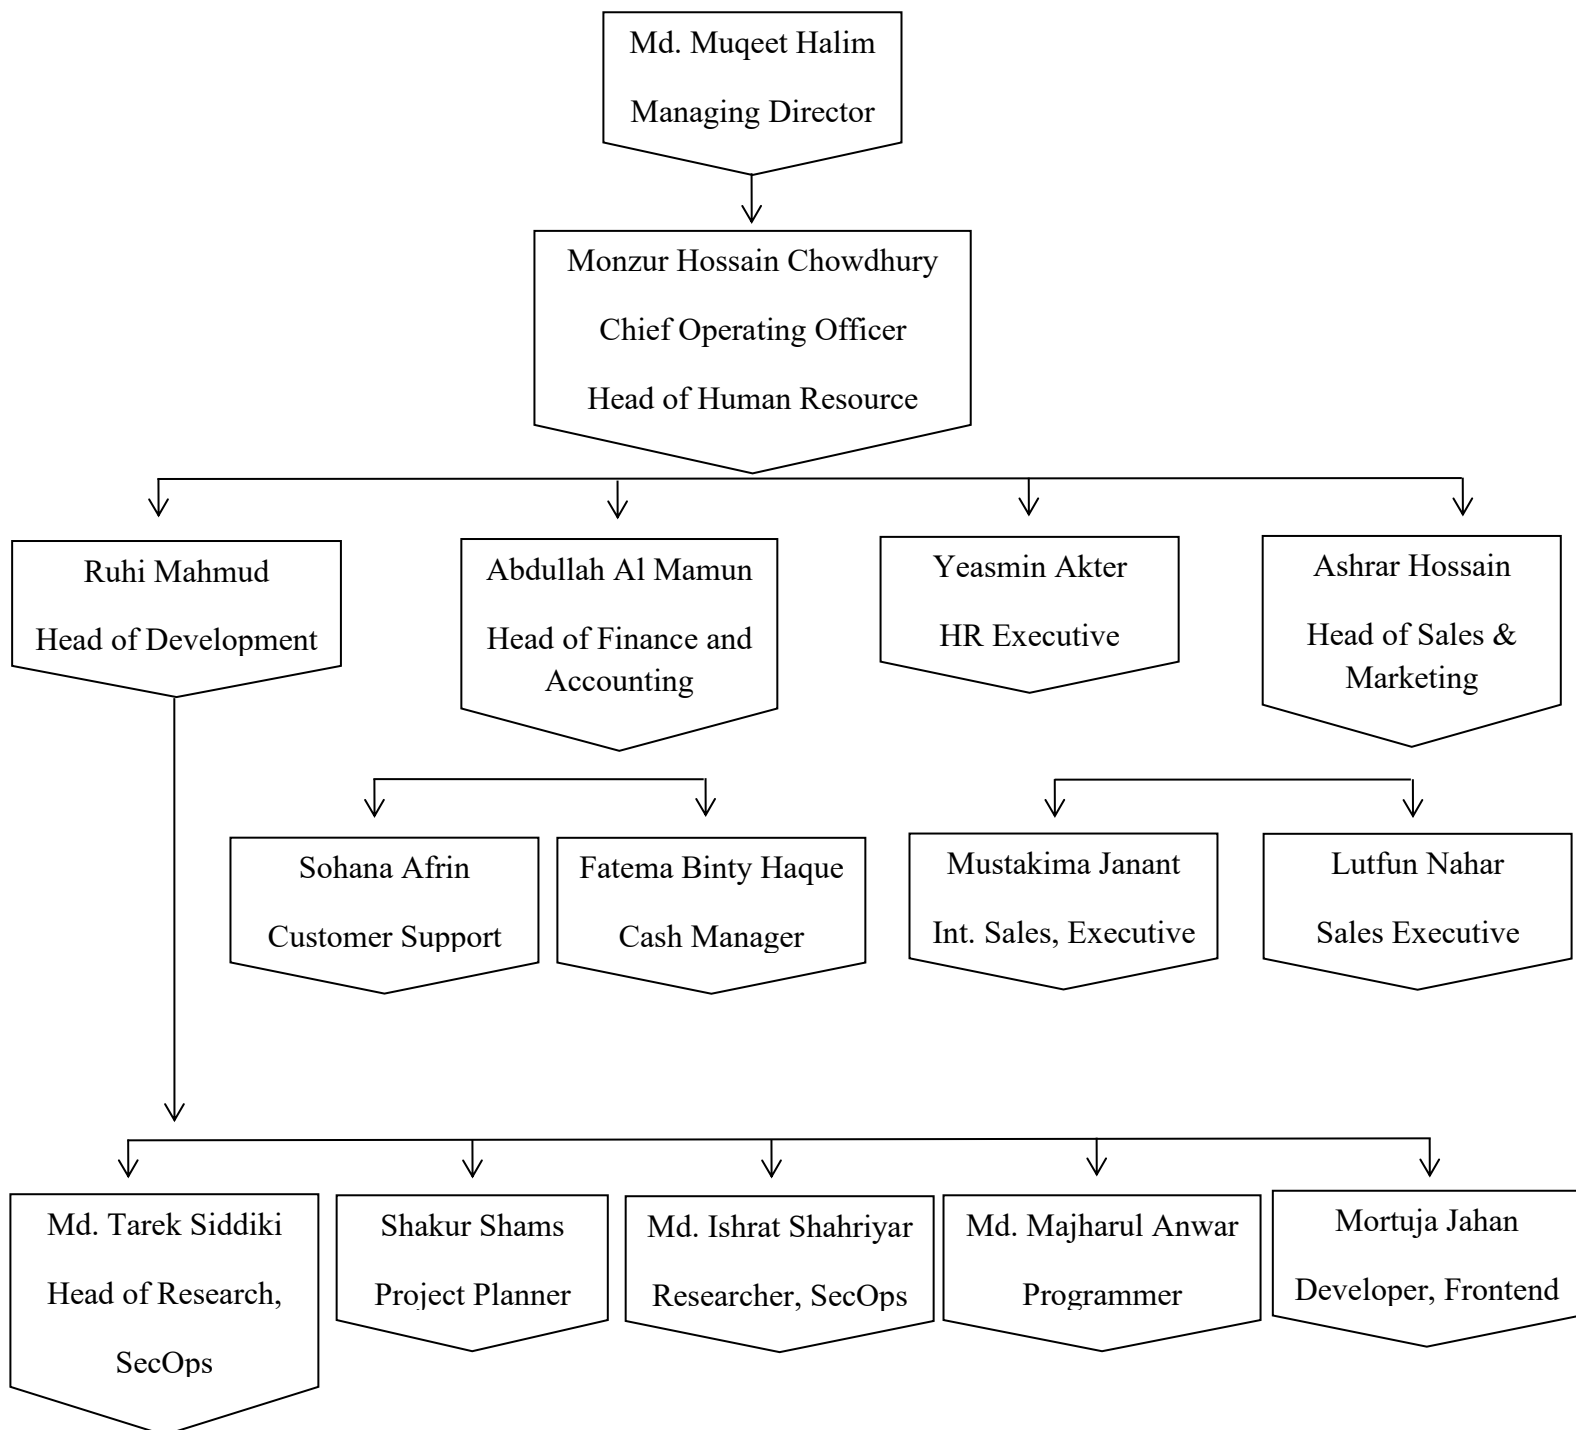 Md. Muqeet Halim
Managing Director
Monzur Hossain Chowdhury
Chief Operating Officer
Head of Human Resource
Ruhi Mahmud
Head of Development
Abdullah Al Mamun
Head of Finance and
Accounting
Yeasmin Akter
HR Executive
Ashrar Hossain
Head of Sales &
Marketing
Sohana Afrin
Customer Support
Fatema Binty Haque
Cash Manager
Mustakima Janant
Int. Sales, Executive
Lutfun Nahar
Sales Executive
Md. Tarek Siddiki
Head of Research,
SecOps
Shakur Shams
Project Planner
Md. Ishrat Shahriyar
Researcher, SecOps
Md. Majharul Anwar
Programmer
Mortuja Jahan
Developer, Frontend